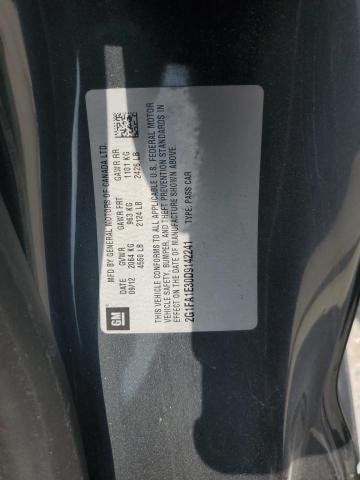 GM
MFD BY GENERAL MOTORS OF CANADA LTD.
DATE GVWR GAWR FRT GAWR RR
09/12 2064 KG 963 KG 1101 KG
4550 LB 2124 LB 2426 LB
THIS VEHICLE CONFORMS TO ALL APPLICABLE U.S. FEDERAL MOTOR
VEHICLE SAFETY, BUMPER, AND THEFT PREVENTION STANDARDS IN
EFFECT ON THE DATE OF MANUFACTURE SHOWN ABOVE.
2G1FA1E30D9142241 TYPE: PASS CAR